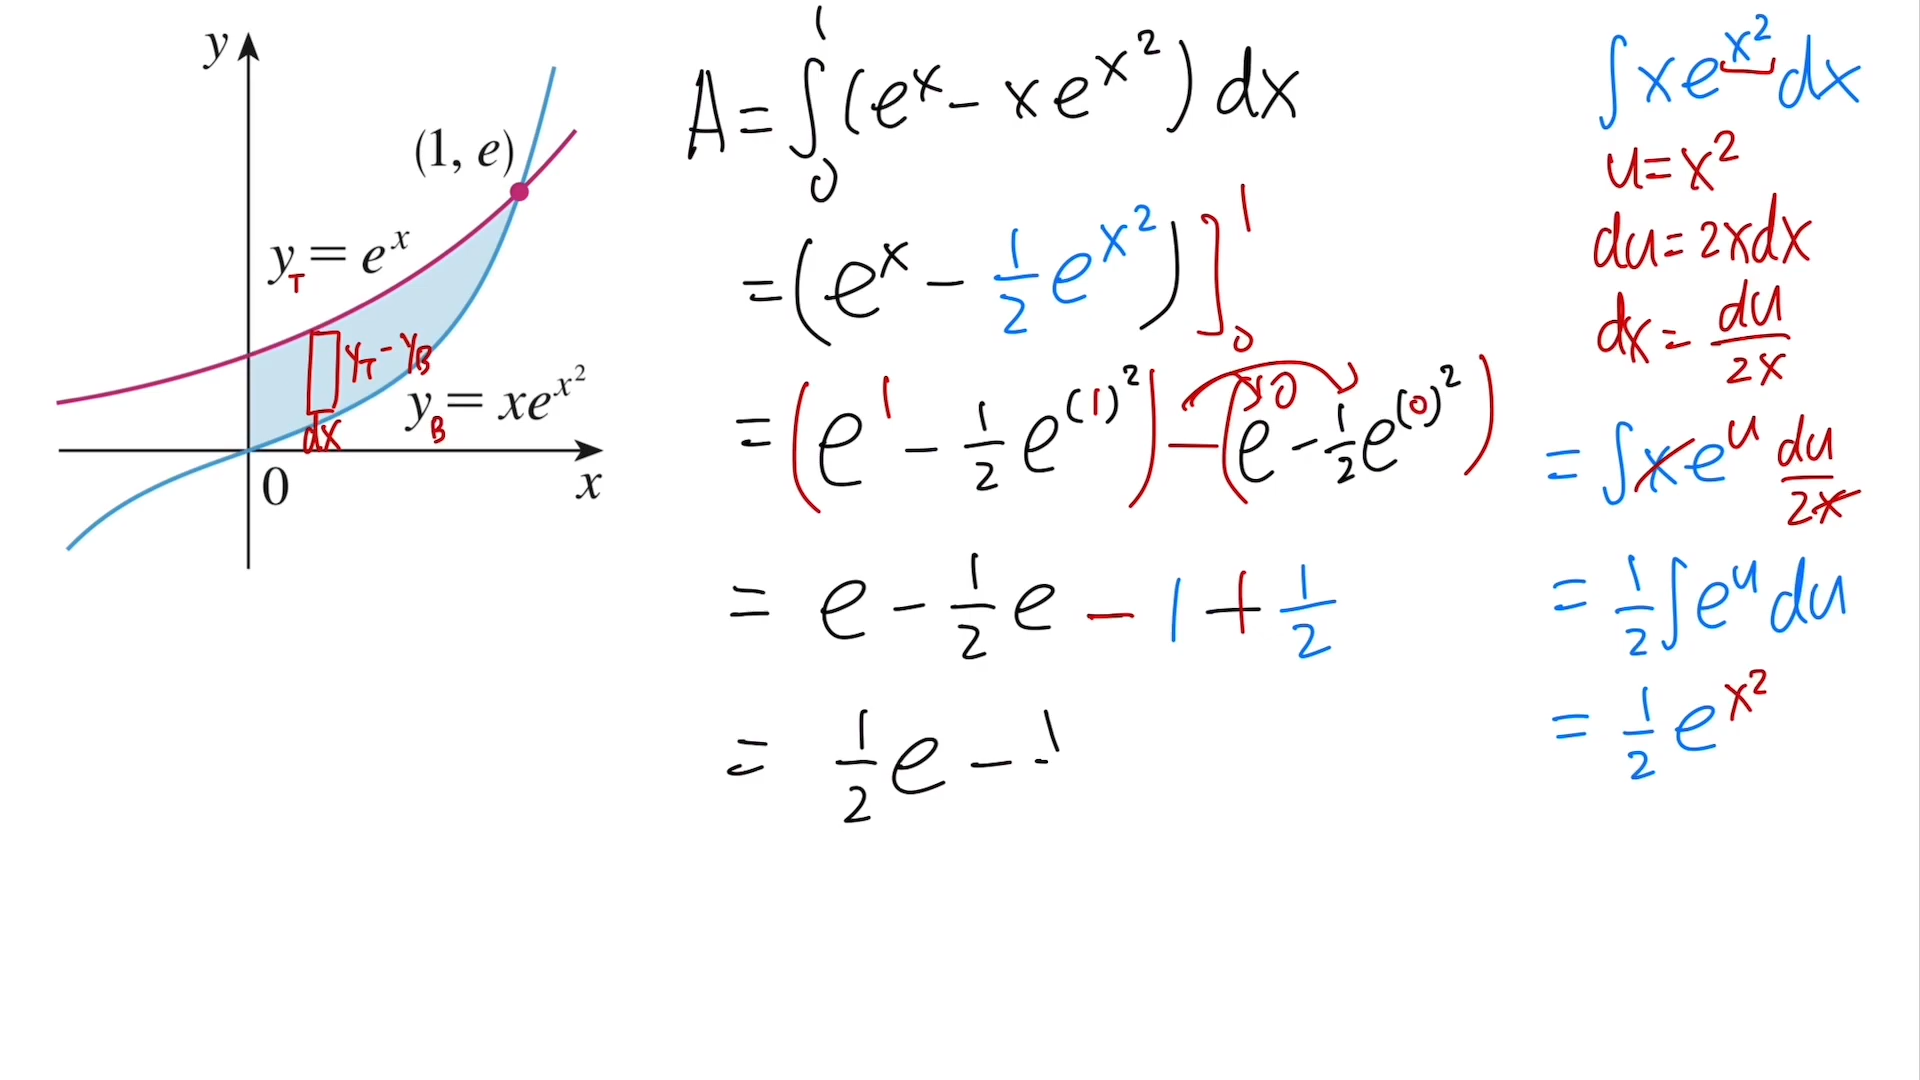 y
(1, e)
y_T = e^x
y_T - y_B
y_B = xe^{x^2}
dx
0
x
A = ∫_0^1 (e^x - xe^{x^2}) dx
= (e^x - 1/2 e^{x^2})]_0^1
= (e^1 - 1/2 e^{(1)^2}) - (e^0 - 1/2 e^{(0)^2})
= e - 1/2 e - 1 + 1/2
= 1/2 e - 1
∫xe^{x^2} dx
u = x^2
du = 2xdx
dx = du/2x
= ∫xe^u du/2x
= 1/2 ∫e^u du
= 1/2 e^{x^2}